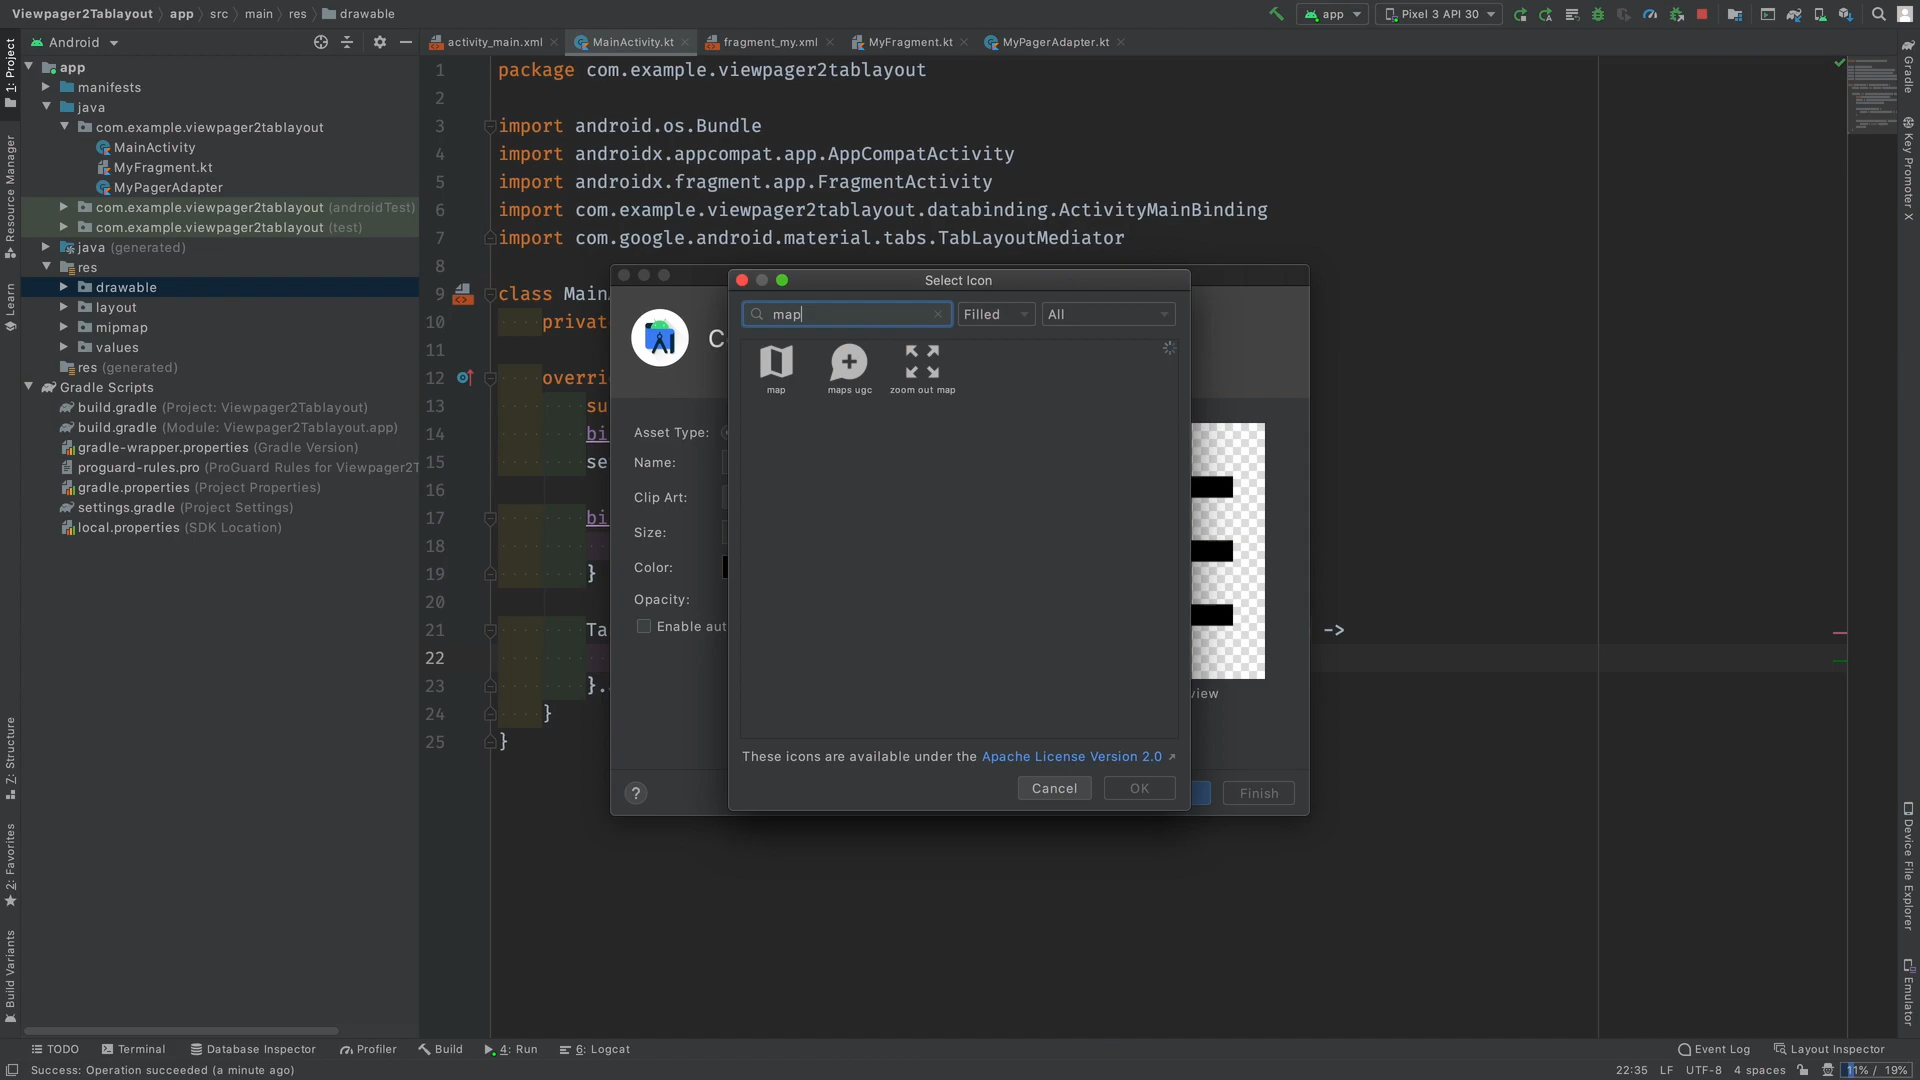 Viewpager2Tablayout app src main res drawable app Pixel 3 API 30
Android
activity_main.xml MainActivity.kt fragment_my.xml MyFragment.kt MyPagerAdapter.kt
1: Project
Resource Manager
Learn
Z: Structure
2: Favorites
Build Variants
app
manifests
java
com.example.viewpager2tablayout
MainActivity
MyFragment.kt
MyPagerAdapter
com.example.viewpager2tablayout (androidTest)
com.example.viewpager2tablayout (test)
java (generated)
res
drawable
layout
mipmap
values
res (generated)
Gradle Scripts
build.gradle (Project: Viewpager2Tablayout)
build.gradle (Module: Viewpager2Tablayout.app)
gradle-wrapper.properties (Gradle Version)
proguard-rules.pro (ProGuard Rules for Viewpager2T
gradle.properties (Project Properties)
settings.gradle (Project Settings)
local.properties (SDK Location)
1 package com.example.viewpager2tablayout
2
3 import android.os.Bundle
4 import androidx.appcompat.app.AppCompatActivity
5 import androidx.fragment.app.FragmentActivity
6 import com.example.viewpager2tablayout.databinding.ActivityMainBinding
7 import com.google.android.material.tabs.TabLayoutMediator
8
9 class Main
10 privat
11
12 overri
13 su
14 bi
15 se
16
17 bi
18
19 }
20
21 Ta ->
22
23 }.
24 }
25 }
C
Asset Type:
Name:
Clip Art:
Size:
Color:
Opacity:
Enable aut
view
?
Finish
Select Icon
map Filled All
map maps ugc zoom out map
These icons are available under the Apache License Version 2.0
Cancel OK
Gradle
Key Promoter X
Device File Explorer
Emulator
TODO Terminal Database Inspector Profiler Build 4: Run 6: Logcat Event Log Layout Inspector
Success: Operation succeeded (a minute ago) 22:35 LF UTF-8 4 spaces 11% / 19%